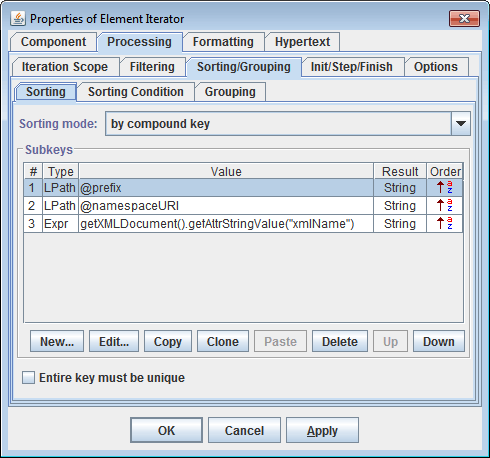 Properties of Element Iterator
Component Processing Formatting Hypertext
Iteration Scope Filtering Sorting/Grouping Init/Step/Finish Options
Sorting Sorting Condition Grouping
Sorting mode: by compound key
Subkeys
# Type Value Result Order
1 LPath @prefix String a z
2 LPath @namespaceURI String a z
3 Expr getXMLDocument().getAttrStringValue("xmlName") String a z
New... Edit... Copy Clone Paste Delete Up Down
Entire key must be unique
OK Cancel Apply